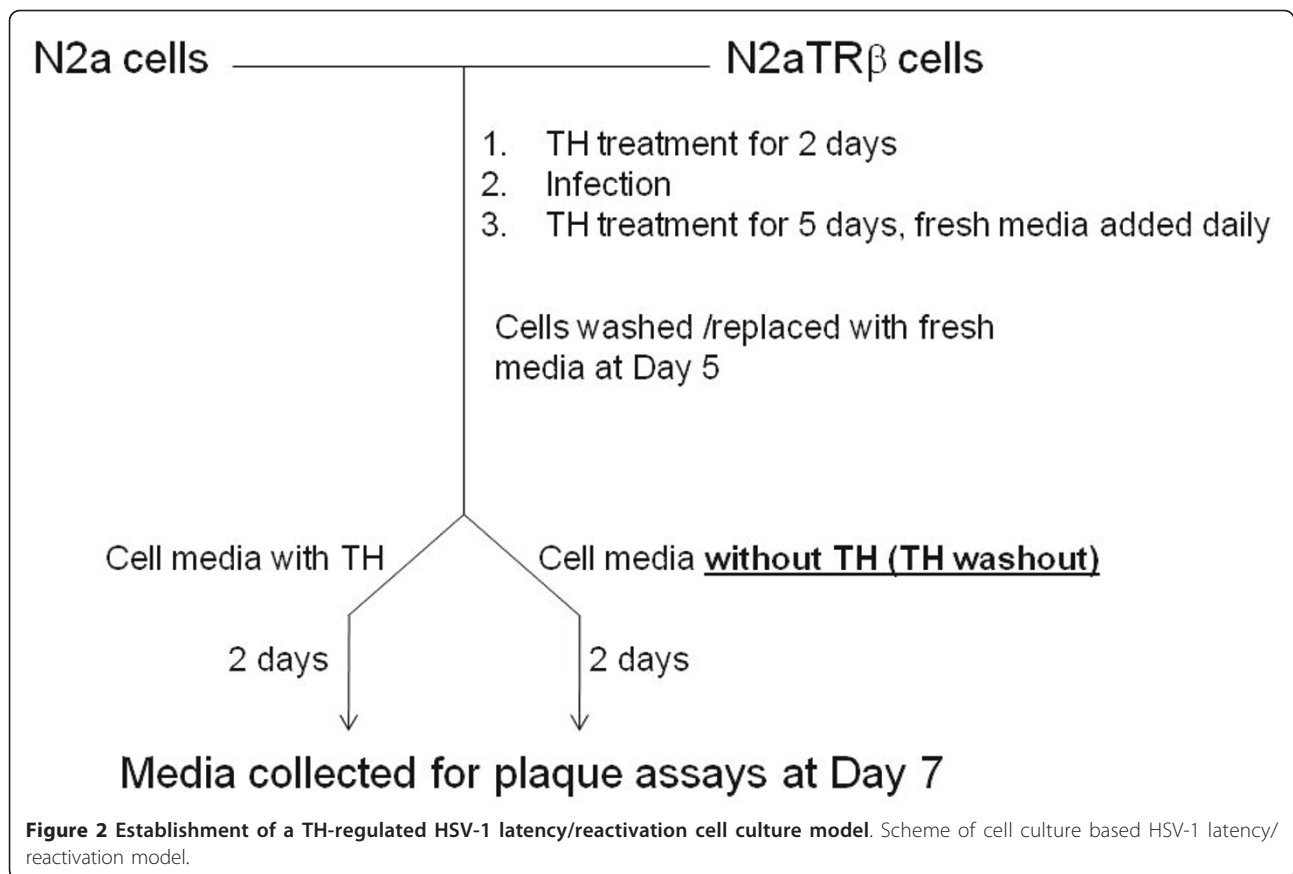 N2a cells
N2aTRβ cells
1. TH treatment for 2 days
2. Infection
3. TH treatment for 5 days, fresh media added daily
Cells washed /replaced with fresh
media at Day 5
Cell media with TH
Cell media without TH (TH washout)
2 days
2 days
Media collected for plaque assays at Day 7
Figure 2 Establishment of a TH-regulated HSV-1 latency/reactivation cell culture model. Scheme of cell culture based HSV-1 latency/
reactivation model.